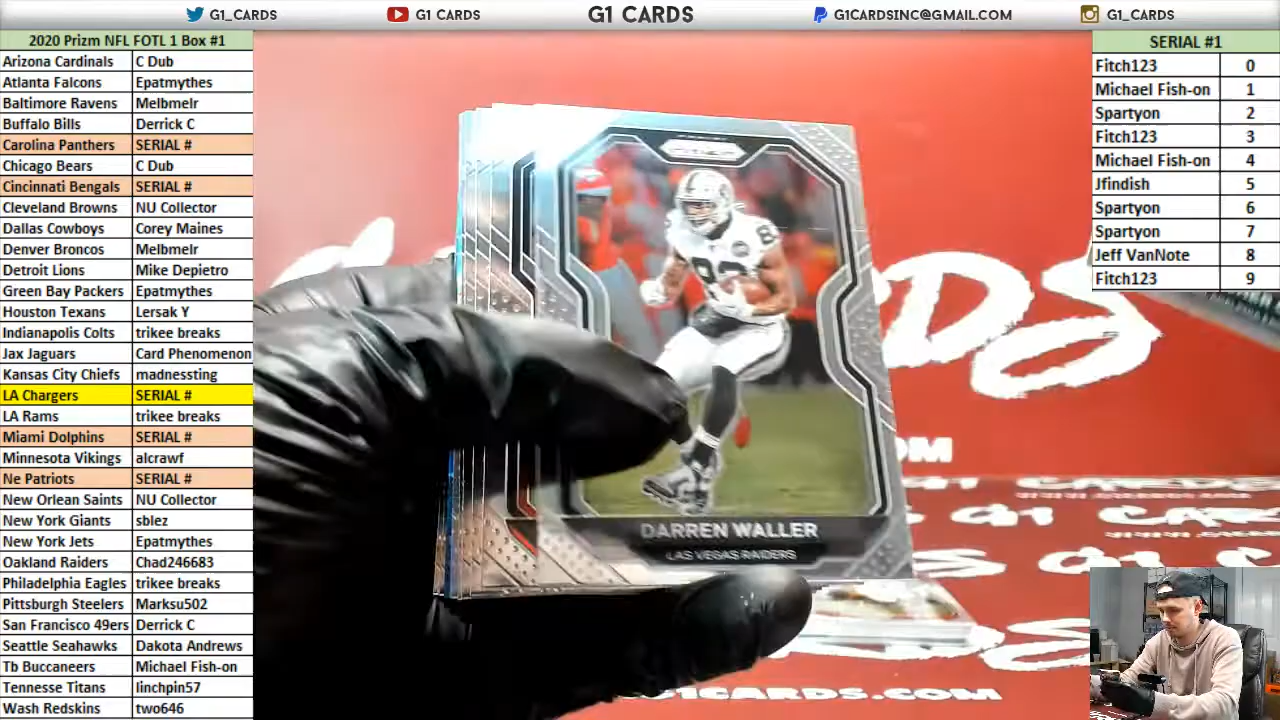 G1_CARDS
G1 CARDS
G1 CARDS
G1CARDSINC@GMAIL.COM
G1_CARDS
2020 Prizm NFL FOTL 1 Box #1
Arizona Cardinals C Dub
Atlanta Falcons Epatmythes
Baltimore Ravens Melbmelr
Buffalo Bills Derrick C
Carolina Panthers SERIAL #
Chicago Bears C Dub
Cincinnati Bengals SERIAL #
Cleveland Browns NU Collector
Dallas Cowboys Corey Maines
Denver Broncos Melbmelr
Detroit Lions Mike Depietro
Green Bay Packers Epatmythes
Houston Texans Lersak Y
Indianapolis Colts trikee breaks
Jax Jaguars Card Phenomenon
Kansas City Chiefs madnessting
LA Chargers SERIAL #
LA Rams trikee breaks
Miami Dolphins SERIAL #
Minnesota Vikings alcrawf
Ne Patriots SERIAL #
New Orlean Saints NU Collector
New York Giants sblez
New York Jets Epatmythes
Oakland Raiders Chad246683
Philadelphia Eagles trikee breaks
Pittsburgh Steelers Marksu502
San Francisco 49ers Derrick C
Seattle Seahawks Dakota Andrews
Tb Buccaneers Michael Fish-on
Tennesse Titans linchpin57
Wash Redskins two646
SERIAL #1
Fitch123 0
Michael Fish-on 1
Spartyon 2
Fitch123 3
Michael Fish-on 4
Jfindish 5
Spartyon 6
Spartyon 7
Jeff VanNote 8
Fitch123 9
PRIZM
83
DARREN WALLER
LAS VEGAS RAIDERS
RDS
.COM
G1 CARDS
G1CARDS.COM